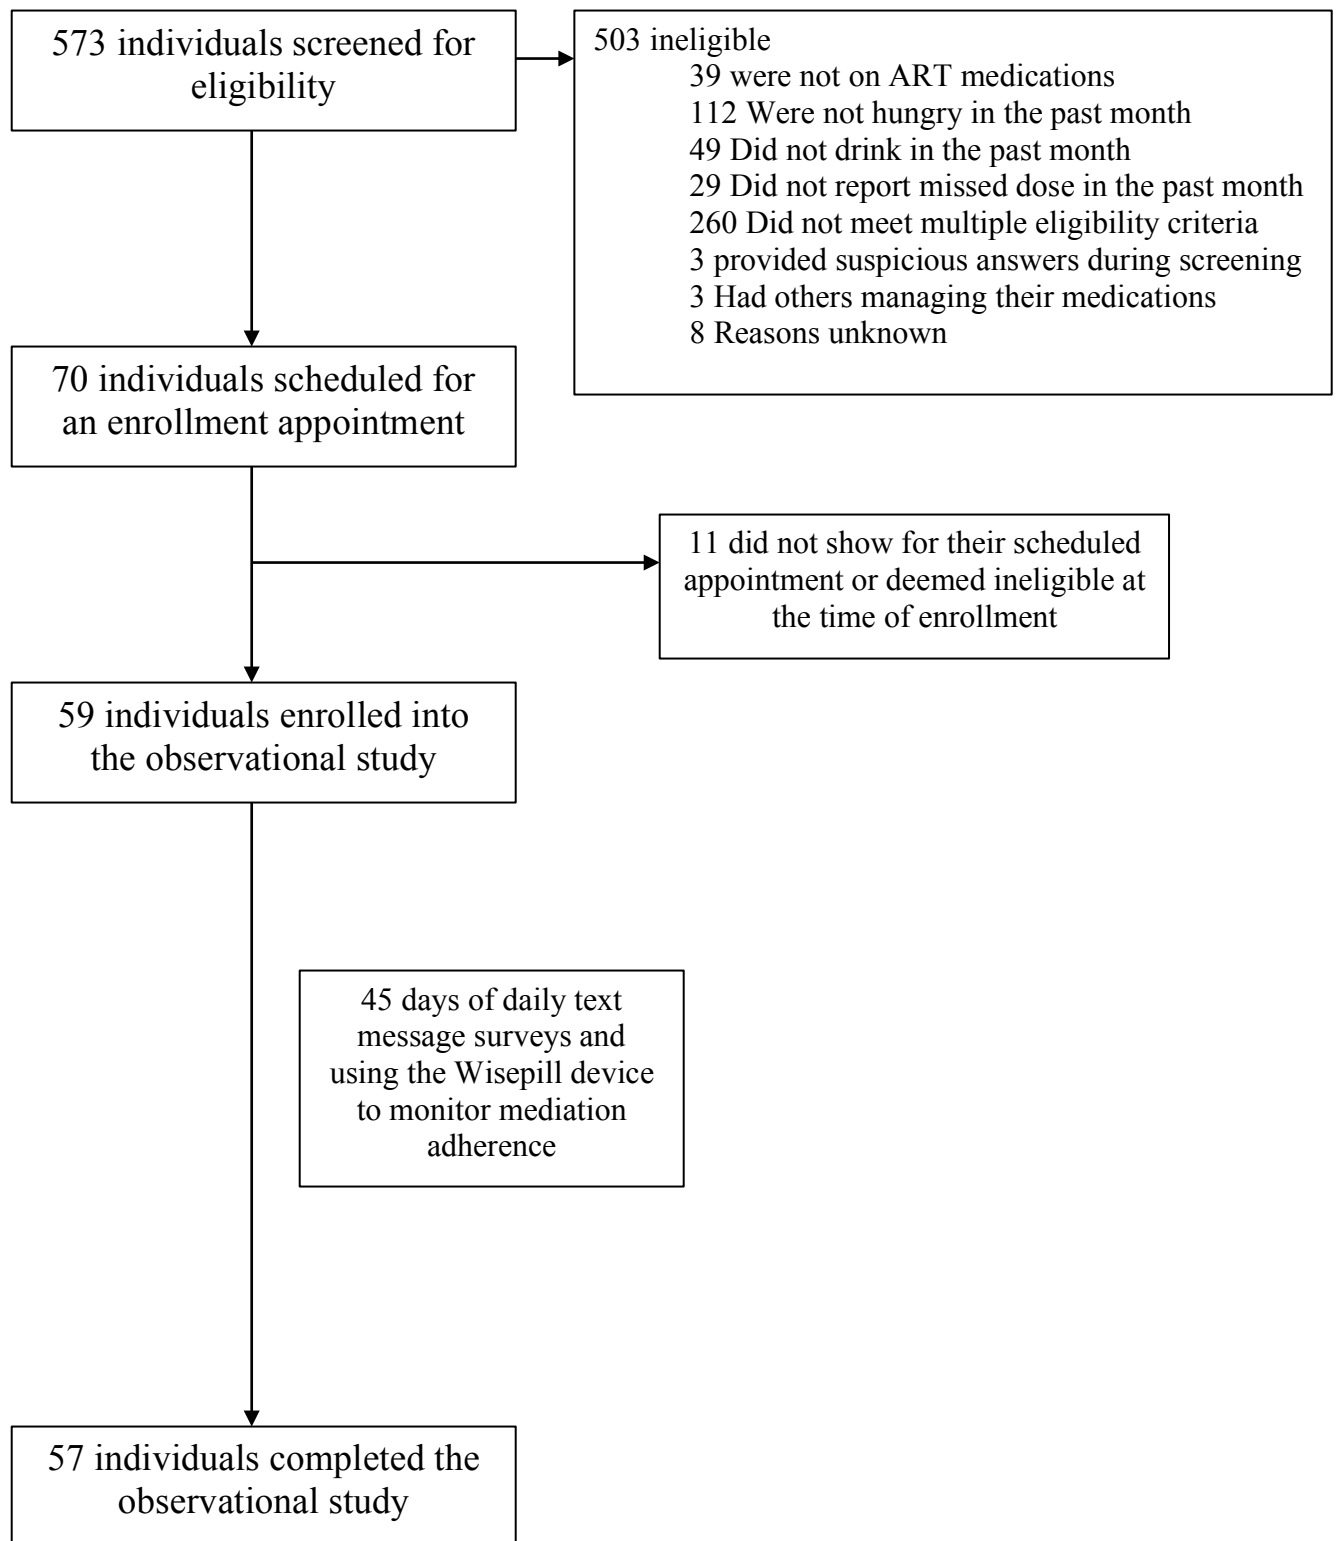 573 individuals screened for
eligibility
503 ineligible
39 were not on ART medications
112 Were not hungry in the past month
49 Did not drink in the past month
29 Did not report missed dose in the past month
260 Did not meet multiple eligibility criteria
3 provided suspicious answers during screening
3 Had others managing their medications
8 Reasons unknown
70 individuals scheduled for
an enrollment appointment
11 did not show for their scheduled
appointment or deemed ineligible at
the time of enrollment
59 individuals enrolled into
the observational study
45 days of daily text
message surveys and
using the Wisepill device
to monitor mediation
adherence
57 individuals completed the
observational study